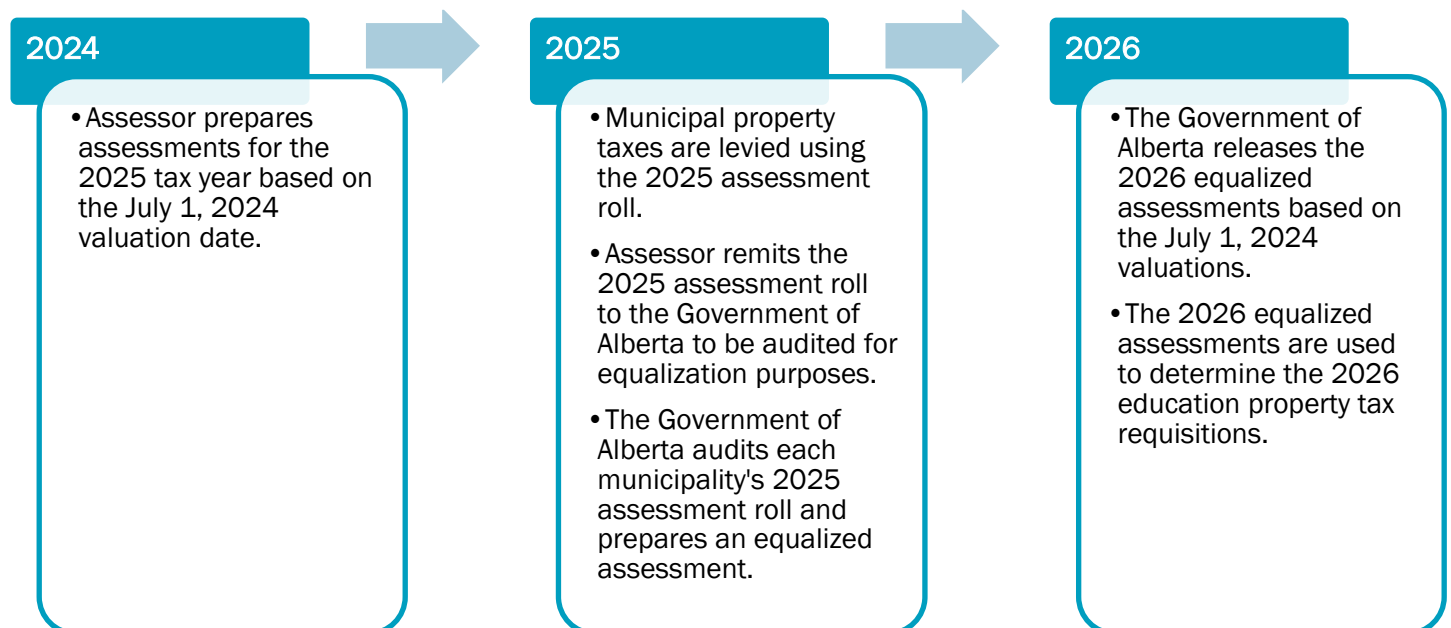 2024
•Assessor prepares
assessments for the
2025 tax year based on
the July 1, 2024
valuation date.
2025
•Municipal property
taxes are levied using
the 2025 assessment
roll.
•Assessor remits the
2025 assessment roll
to the Government of
Alberta to be audited for
equalization purposes.
•The Government of
Alberta audits each
municipality's 2025
assessment roll and
prepares an equalized
assessment.
2026
•The Government of
Alberta releases the
2026 equalized
assessments based on
the July 1, 2024
valuations.
•The 2026 equalized
assessments are used
to determine the 2026
education property tax
requisitions.